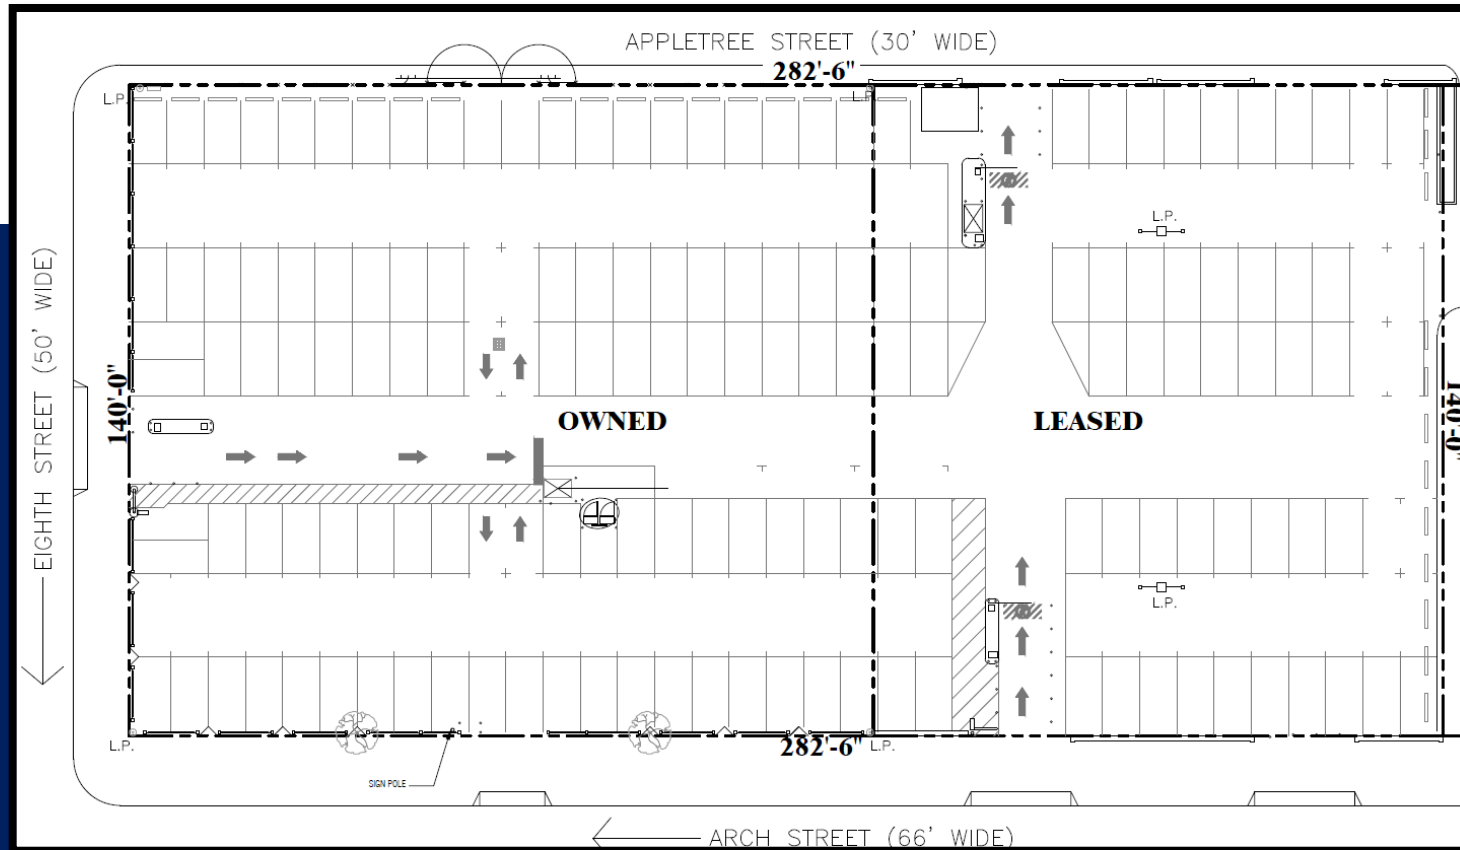 APPLETREE STREET (30' WIDE)
282'-6"
L.P.
L.P.
L.P.
EIGHTH STREET (50' WIDE)
140'-0"
OWNED
LEASED
140'-0"
L.P.
L.P.
282'-6"
L.P.
SIGN POLE
ARCH STREET (66' WIDE)